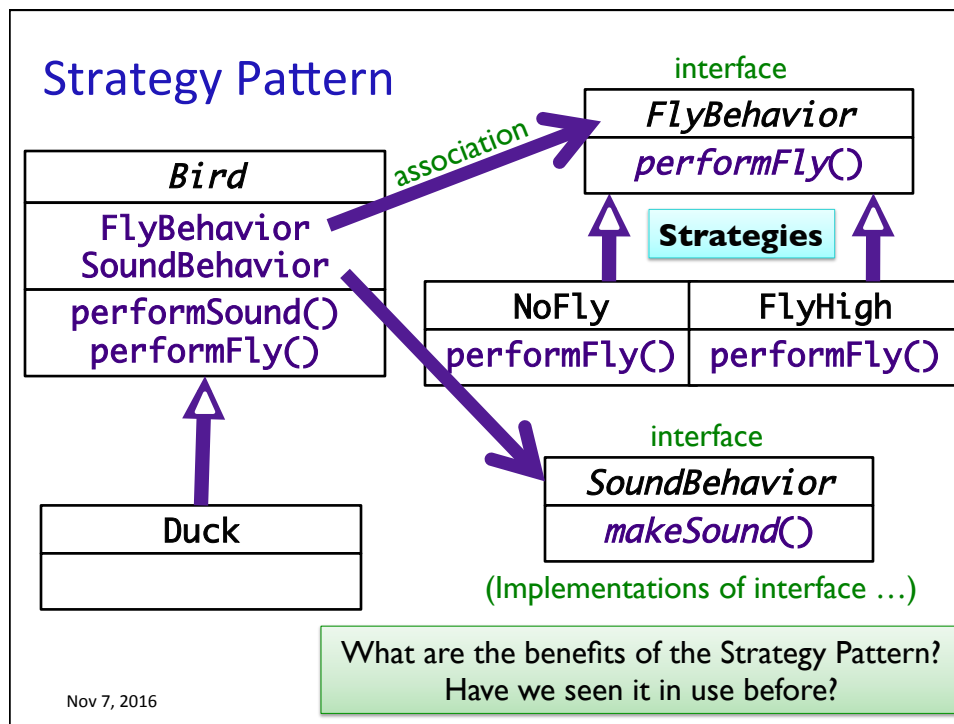 Strategy Pattern
interface
FlyBehavior
performFly()
association
Bird
FlyBehavior
SoundBehavior
performSound()
performFly()
Strategies
NoFly
performFly()
FlyHigh
performFly()
interface
SoundBehavior
makeSound()
(Implementations of interface …)
Duck
What are the benefits of the Strategy Pattern?
Have we seen it in use before?
Nov 7, 2016